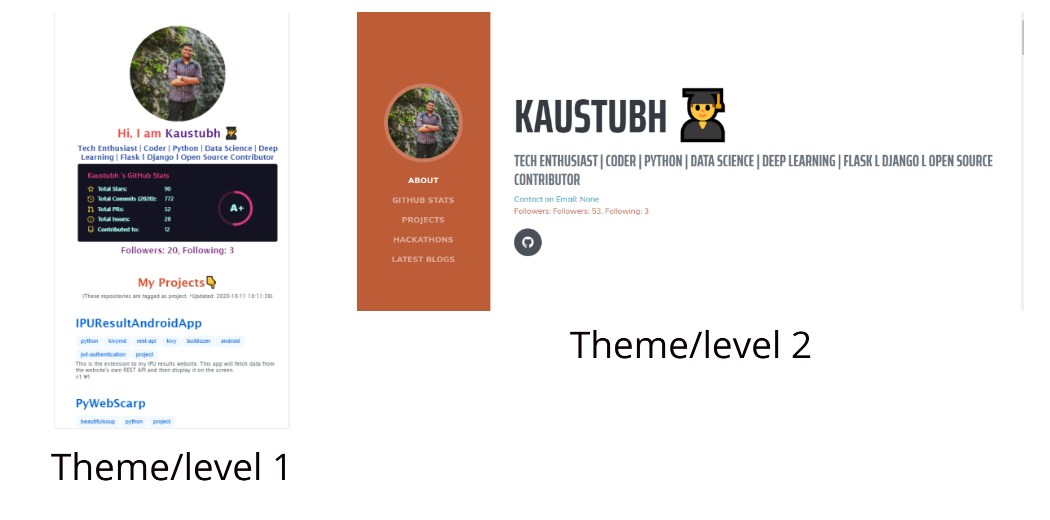 Hi, I am Kaustubh
Tech Enthusiast | Coder | Python | Data Science | Deep
Learning | Flask l Django l Open Source Contributor
Kaustubh 's GitHub Stats
Total Stars: 90
Total Commits (2020): 772
Total PRs: 32
Total Issues: 28
Contributed to: 12
A+
Followers: 20, Following: 3
My Projects
(These repositories are tagged as project. *Updated: 2020-10-11 10:11:28)
IPUResultAndroidApp
python kivymd rest-api kivy buildozer android
jwt-authentication project
This is the extension to my IPU results website. This app will fetch data from
the website's own REST API and then display it on the screen.
PyWebScarp
beautifulsoup python project
Theme/level 1
ABOUT
GITHUB STATS
PROJECTS
HACKATHONS
LATEST BLOGS
KAUSTUBH
TECH ENTHUSIAST | CODER | PYTHON | DATA SCIENCE | DEEP LEARNING | FLASK L DJANGO L OPEN SOURCE
CONTRIBUTOR
Contact on Email: None
Followers: Followers: 53, Following: 3
Theme/level 2